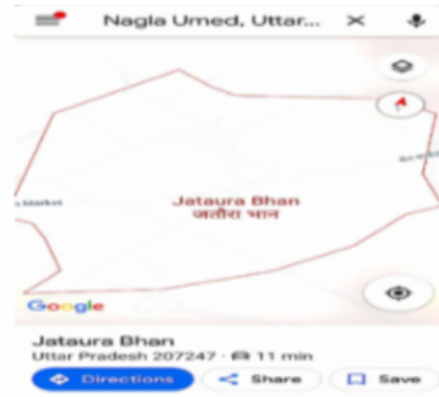 Nagla Umed, Uttar...
Market
Jataura Bhan
जतौरा भान
Google
Jataura Bhan
Uttar Pradesh 207247 · 11 min
Directions
Share
Save